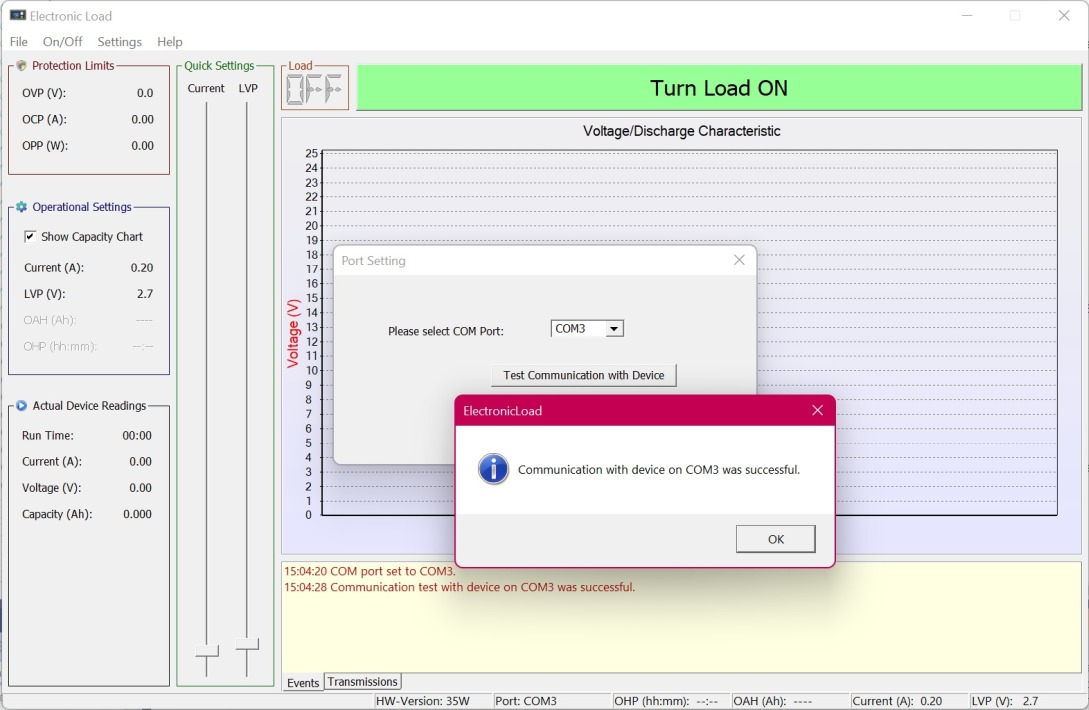 Electronic Load
File On/Off Settings Help
Protection Limits
OVP (V): 0.0
OCP (A): 0.00
OPP (W): 0.00
Operational Settings
Show Capacity Chart
Current (A): 0.20
LVP (V): 2.7
OAH (Ah): ----
OHP (hh:mm): --:--
Actual Device Readings
Run Time: 00:00
Current (A): 0.00
Voltage (V): 0.00
Capacity (Ah): 0.000
Quick Settings
Current LVP
Load
OFF
Turn Load ON
Voltage/Discharge Characteristic
Voltage (V)
25
24
23
22
21
20
19
18
17
16
15
14
13
12
11
10
9
8
7
6
5
4
3
2
1
0
Port Setting
Please select COM Port: COM3
Test Communication with Device
ElectronicLoad
Communication with device on COM3 was successful.
OK
15:04:20 COM port set to COM3.
15:04:28 Communication test with device on COM3 was successful.
Events Transmissions
HW-Version: 35W Port: COM3 OHP (hh:mm): --:-- OAH (Ah): ---- Current (A): 0.20 LVP (V): 2.7